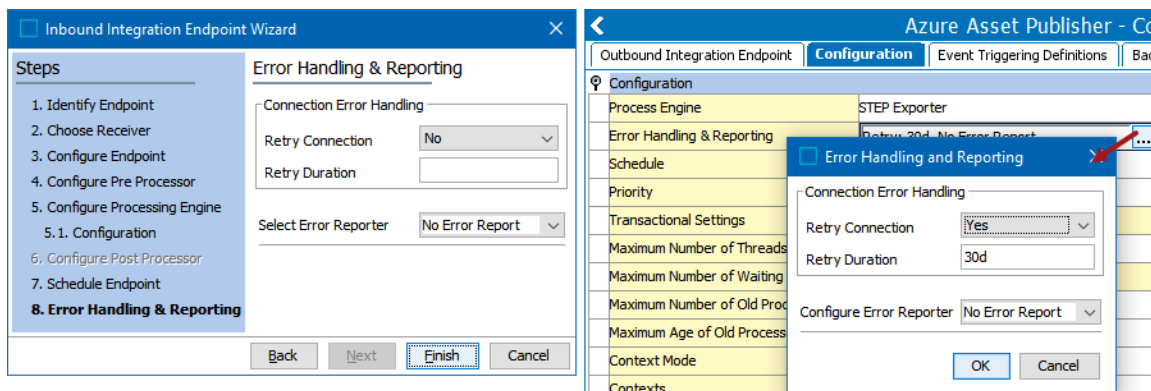 Inbound Integration Endpoint Wizard
Steps
1. Identify Endpoint
2. Choose Receiver
3. Configure Endpoint
4. Configure Pre Processor
5. Configure Processing Engine
5.1. Configuration
6. Configure Post Processor
7. Schedule Endpoint
8. Error Handling & Reporting
Error Handling & Reporting
Connection Error Handling
Retry Connection No
Retry Duration
Select Error Reporter No Error Report
Back Next Finish Cancel
Azure Asset Publisher - Co
Outbound Integration Endpoint Configuration Event Triggering Definitions Bac
Configuration
Process Engine STEP Exporter
Error Handling & Reporting Retry: 30d, No Error Report ...
Schedule
Priority
Transactional Settings
Maximum Number of Threads
Maximum Number of Waiting
Maximum Number of Old Proc
Maximum Age of Old Process
Context Mode
Contexts
Error Handling and Reporting
Connection Error Handling
Retry Connection Yes
Retry Duration 30d
Configure Error Reporter No Error Report
OK Cancel